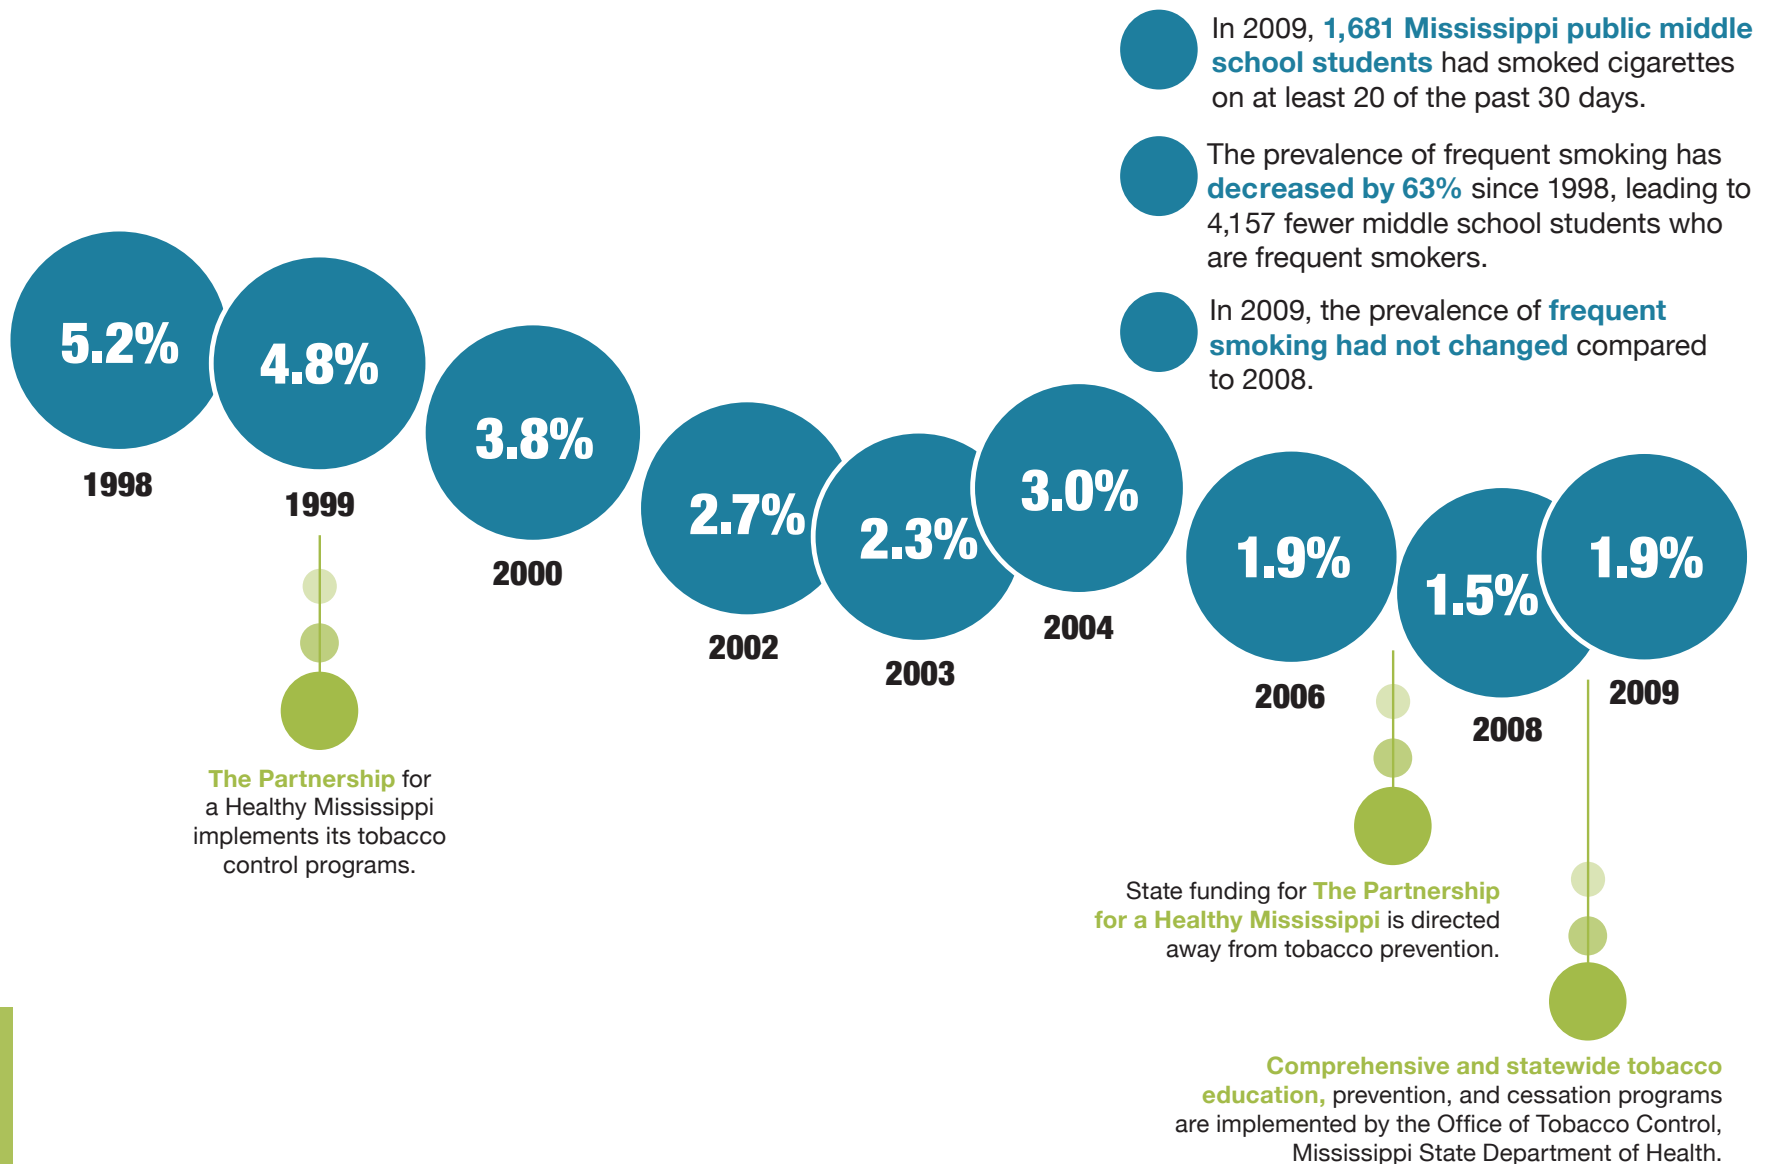 In 2009, 1,681 Mississippi public middle
school students had smoked cigarettes
on at least 20 of the past 30 days.
The prevalence of frequent smoking has
decreased by 63% since 1998, leading to
4,157 fewer middle school students who
are frequent smokers.
In 2009, the prevalence of frequent
smoking had not changed compared
to 2008.
5.2%
1998
4.8%
1999
3.8%
2000
2.7%
2002
2.3%
2003
3.0%
2004
1.9%
2006
1.5%
2008
1.9%
2009
The Partnership for
a Healthy Mississippi
implements its tobacco
control programs.
State funding for The Partnership
for a Healthy Mississippi is directed
away from tobacco prevention.
Comprehensive and statewide tobacco
education, prevention, and cessation programs
are implemented by the Office of Tobacco Control,
Mississippi State Department of Health.